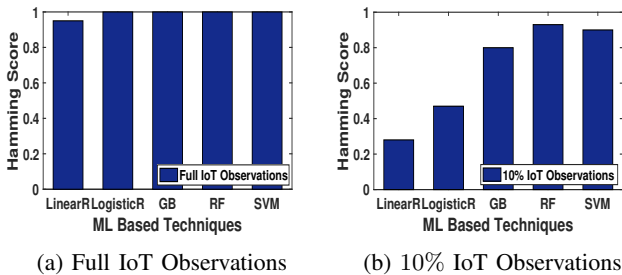 Hamming Score
1
0.8
0.6
0.4
0.2
0
Full IoT Observations
LinearR LogisticR GB RF SVM
ML Based Techniques
(a) Full IoT Observations
Hamming Score
1
0.8
0.6
0.4
0.2
0
10% IoT Observations
LinearR LogisticR GB RF SVM
ML Based Techniques
(b) 10% IoT Observations